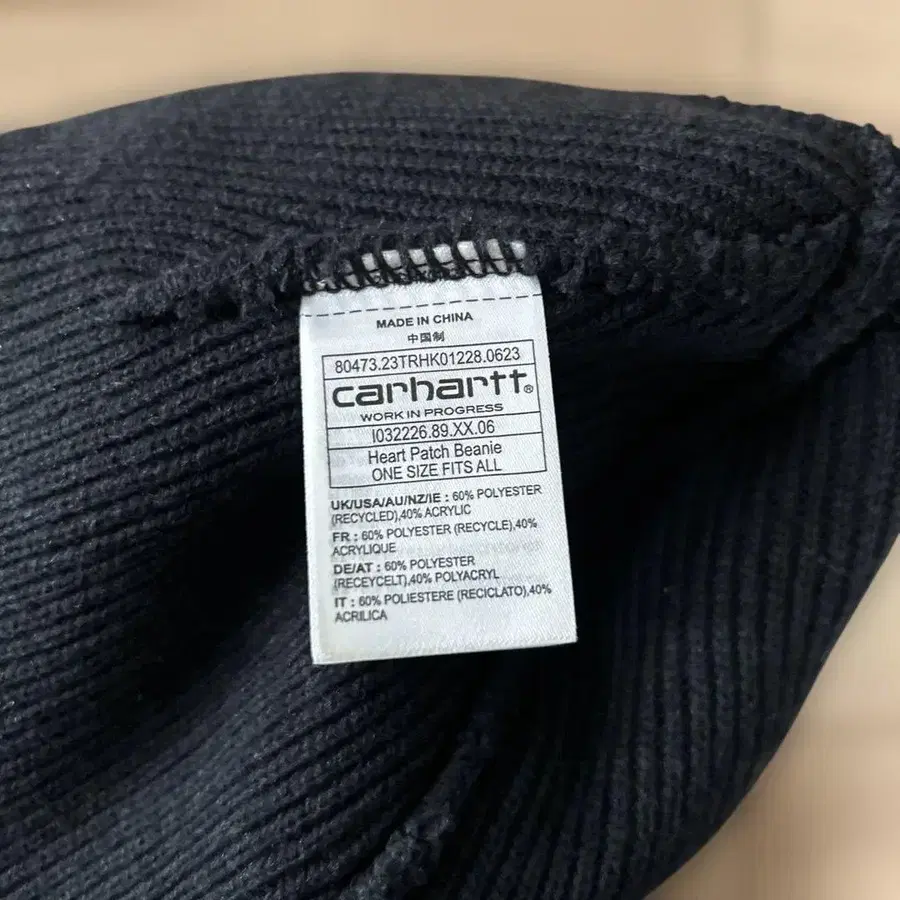 MADE IN CHINA
中国制
80473.23TRHK01228.0623
carhartt®
WORK IN PROGRESS
I032226.89.XX.06
Heart Patch Beanie
ONE SIZE FITS ALL
UK/USA/AU/NZ/IE : 60% POLYESTER
(RECYCLED),40% ACRYLIC
FR : 60% POLYESTER (RECYCLE),40%
ACRYLIQUE
DE/AT : 60% POLYESTER
(RECEYCELT),40% POLYACRYL
IT : 60% POLIESTERE (RECICLATO),40%
ACRILICA